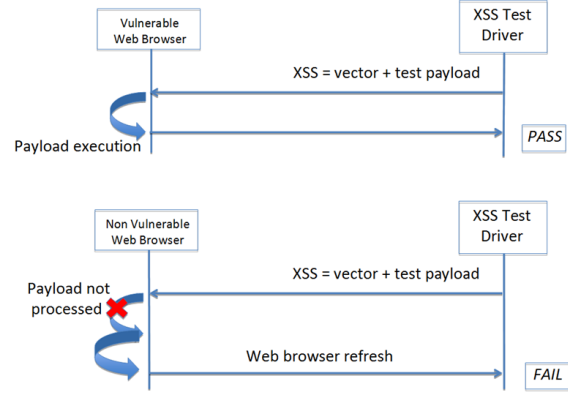 Vulnerable
Web Browser
XSS Test
Driver
XSS = vector + test payload
Payload execution
PASS
Non Vulnerable
Web Browser
XSS Test
Driver
XSS = vector + test payload
Payload not
processed
Web browser refresh
FAIL